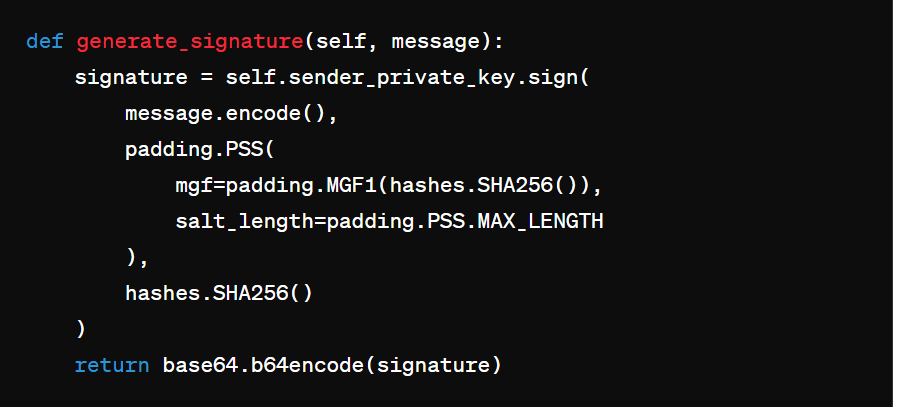 def generate_signature(self, message):
    signature = self.sender_private_key.sign(
        message.encode(),
        padding.PSS(
            mgf=padding.MGF1(hashes.SHA256()),
            salt_length=padding.PSS.MAX_LENGTH
        ),
        hashes.SHA256()
    )
    return base64.b64encode(signature)